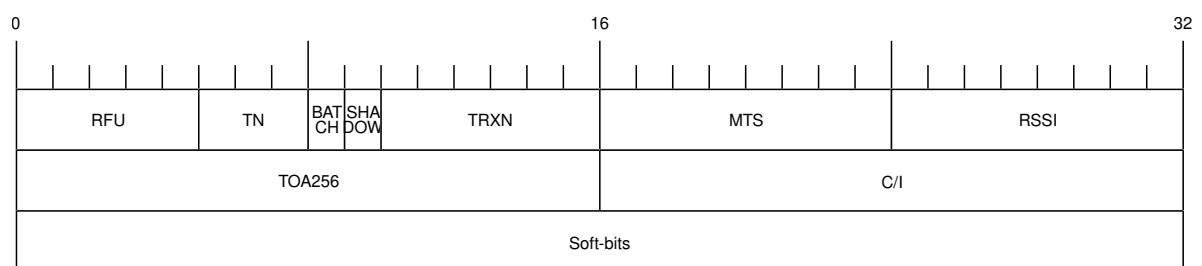 0 16 32
RFU TN BAT CH SHA DOW TRXN MTS RSSI
TOA256 C/I
Soft-bits